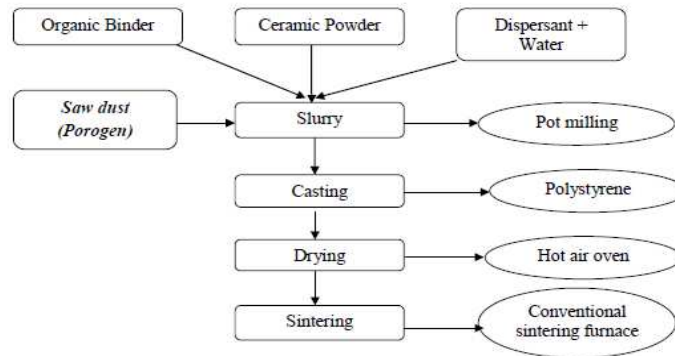 Organic Binder
Ceramic Powder
Dispersant +
Water
Saw dust
(Porogen)
Slurry
Pot milling
Casting
Polystyrene
Drying
Hot air oven
Sintering
Conventional
sintering furnace